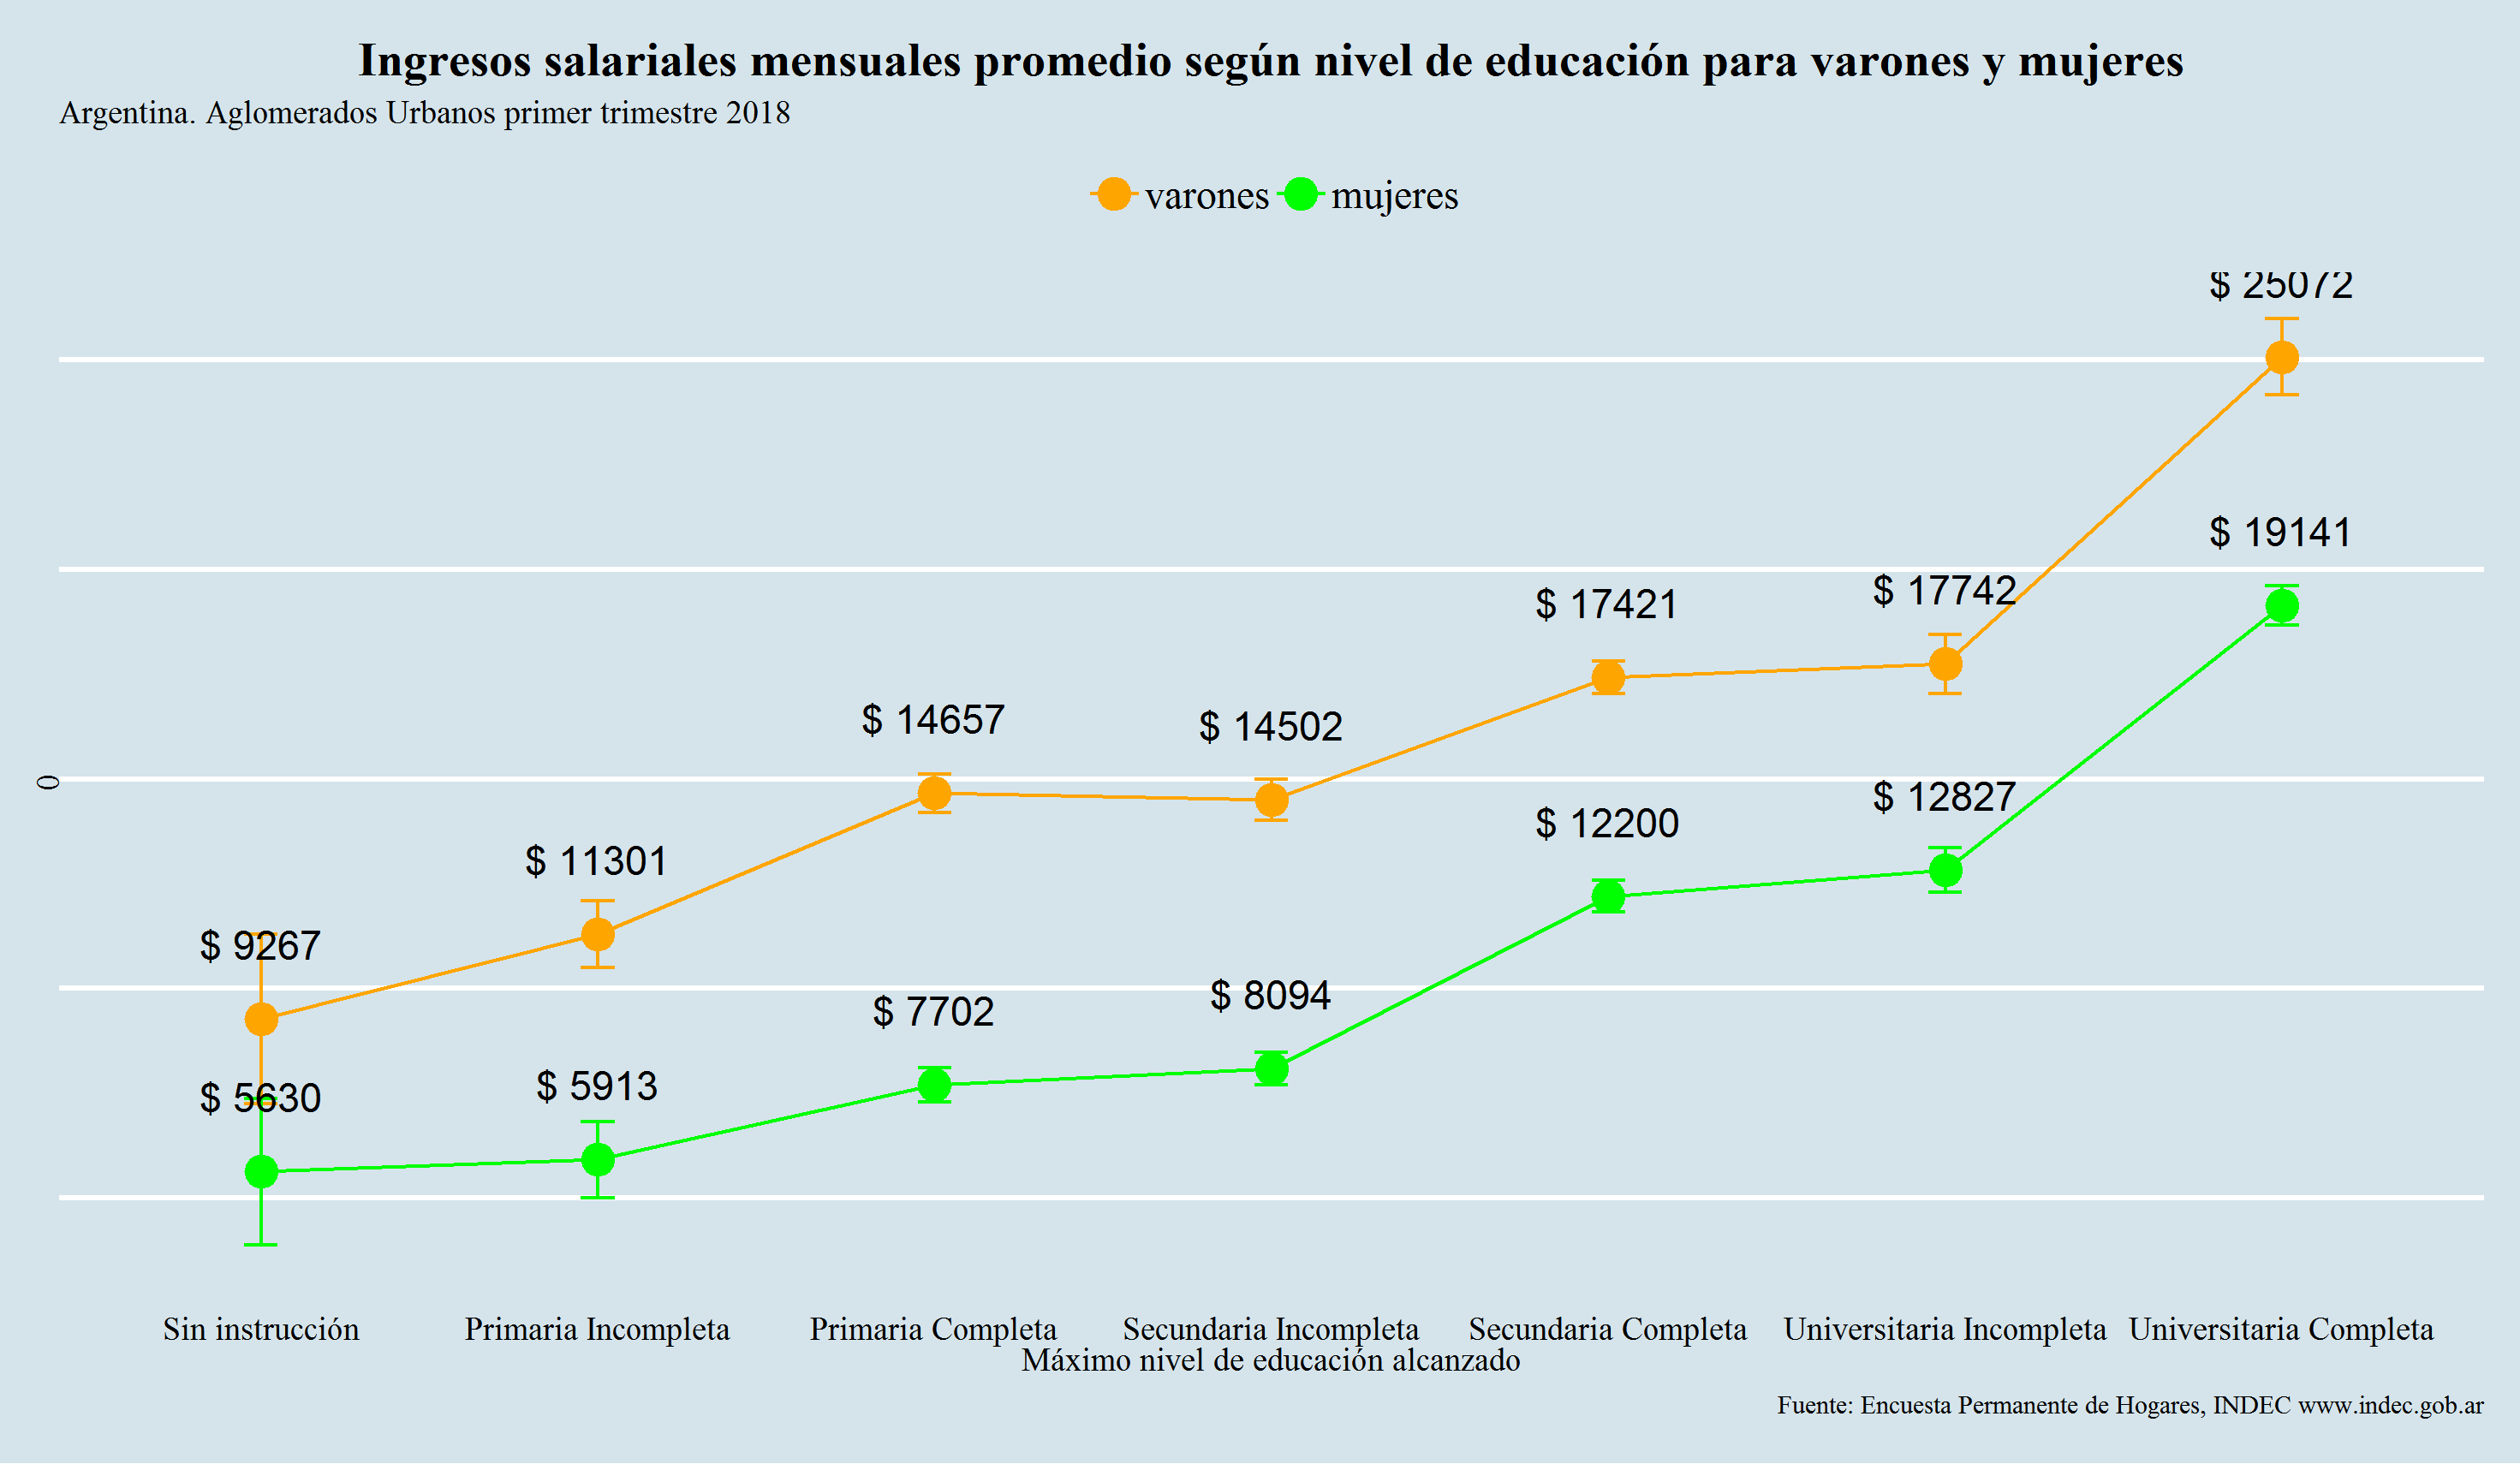 Ingresos salariales mensuales promedio según nivel de educación para varones y mujeres
Argentina. Aglomerados Urbanos primer trimestre 2018
varones mujeres
$ 25072
$ 19141
$ 17421
$ 17742
$ 14657
$ 14502
0
$ 12200
$ 12827
$ 11301
$ 9267
$ 7702
$ 8094
$ 5630
$ 5913
Sin instrucción Primaria Incompleta Primaria Completa Secundaria Incompleta Secundaria Completa Universitaria Incompleta Universitaria Completa
Máximo nivel de educación alcanzado
Fuente: Encuesta Permanente de Hogares, INDEC www.indec.gob.ar